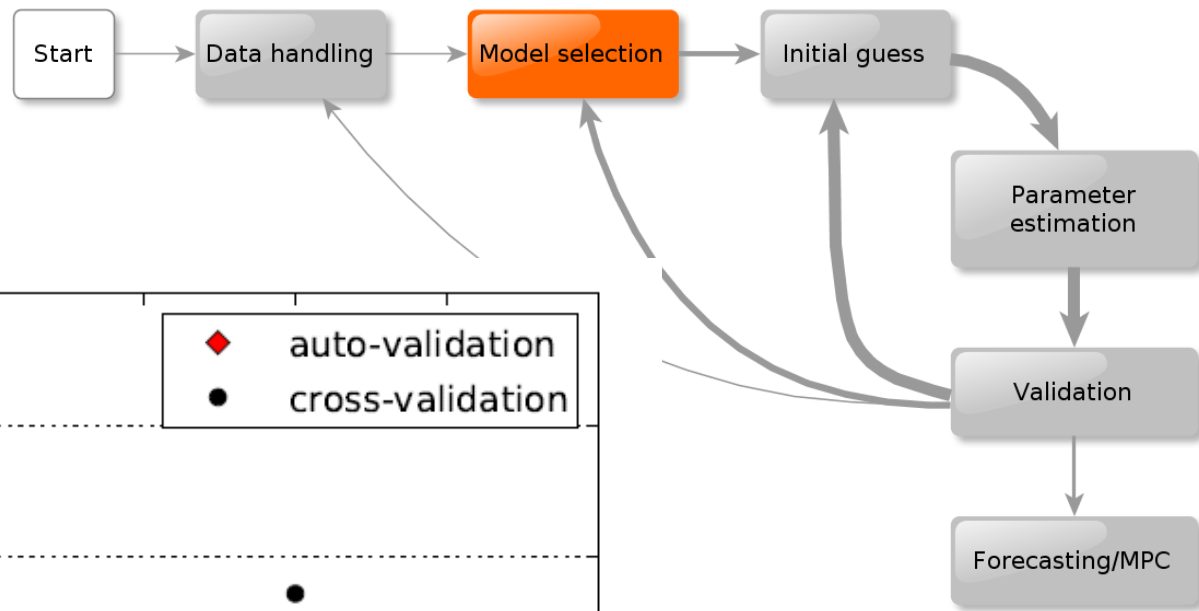 Start
Data handling
Model selection
Initial guess
Parameter
estimation
auto-validation
cross-validation
Validation
Forecasting/MPC